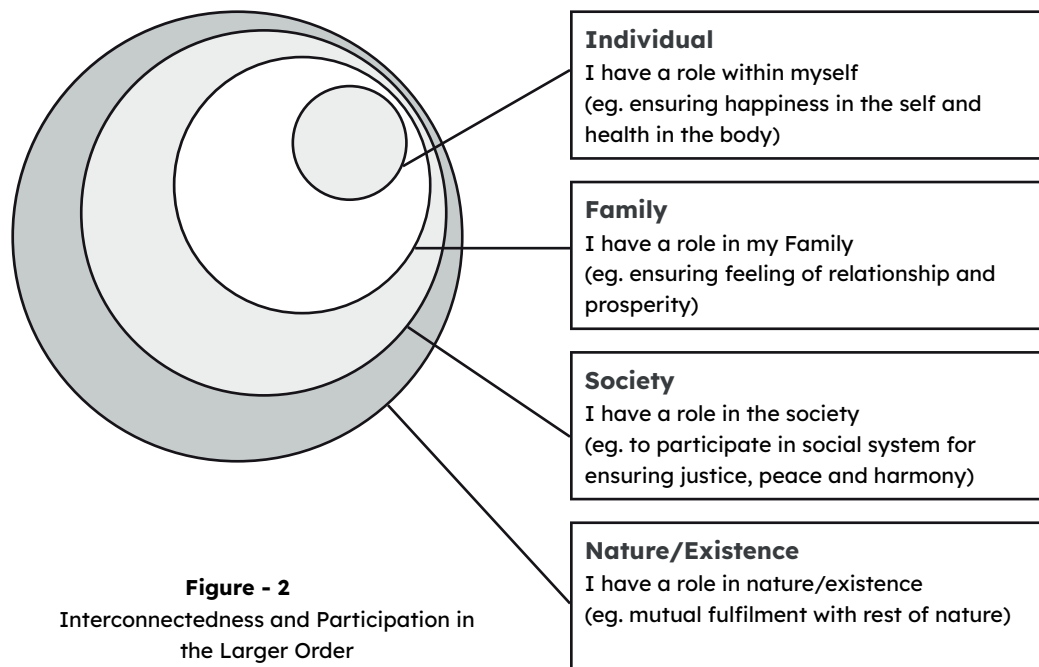 Individual
I have a role within myself
(eg. ensuring happiness in the self and
health in the body)
Family
I have a role in my Family
(eg. ensuring feeling of relationship and
prosperity)
Society
I have a role in the society
(eg. to participate in social system for
ensuring justice, peace and harmony)
Nature/Existence
I have a role in nature/existence
(eg. mutual fulfilment with rest of nature)
Figure - 2
Interconnectedness and Participation in
the Larger Order